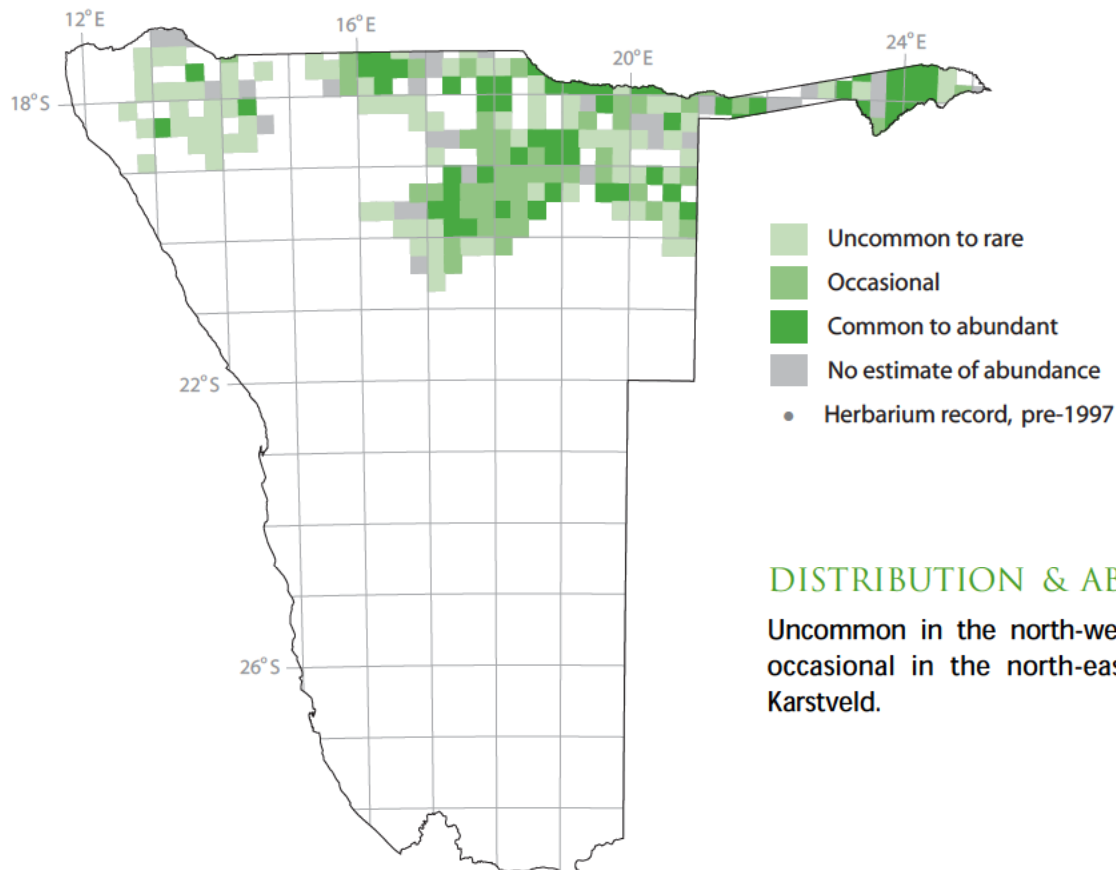 12°E
16°E
20°E
24°E
18°S
22°S
26°S
Uncommon to rare
Occasional
Common to abundant
No estimate of abundance
Herbarium record, pre-1997
DISTRIBUTION & AB
Uncommon in the north-we
occasional in the north-eas
Karstveld.